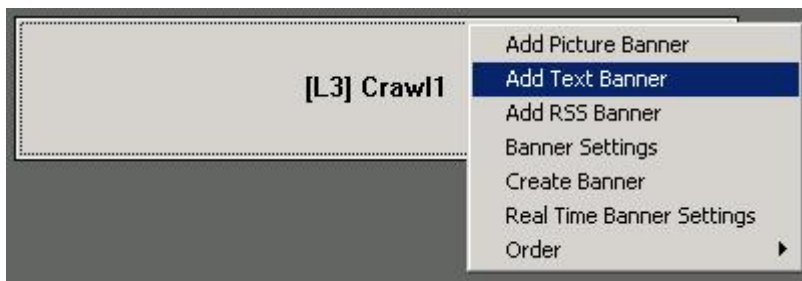 [L3] Crawl1
Add Picture Banner
Add Text Banner
Add RSS Banner
Banner Settings
Create Banner
Real Time Banner Settings
Order